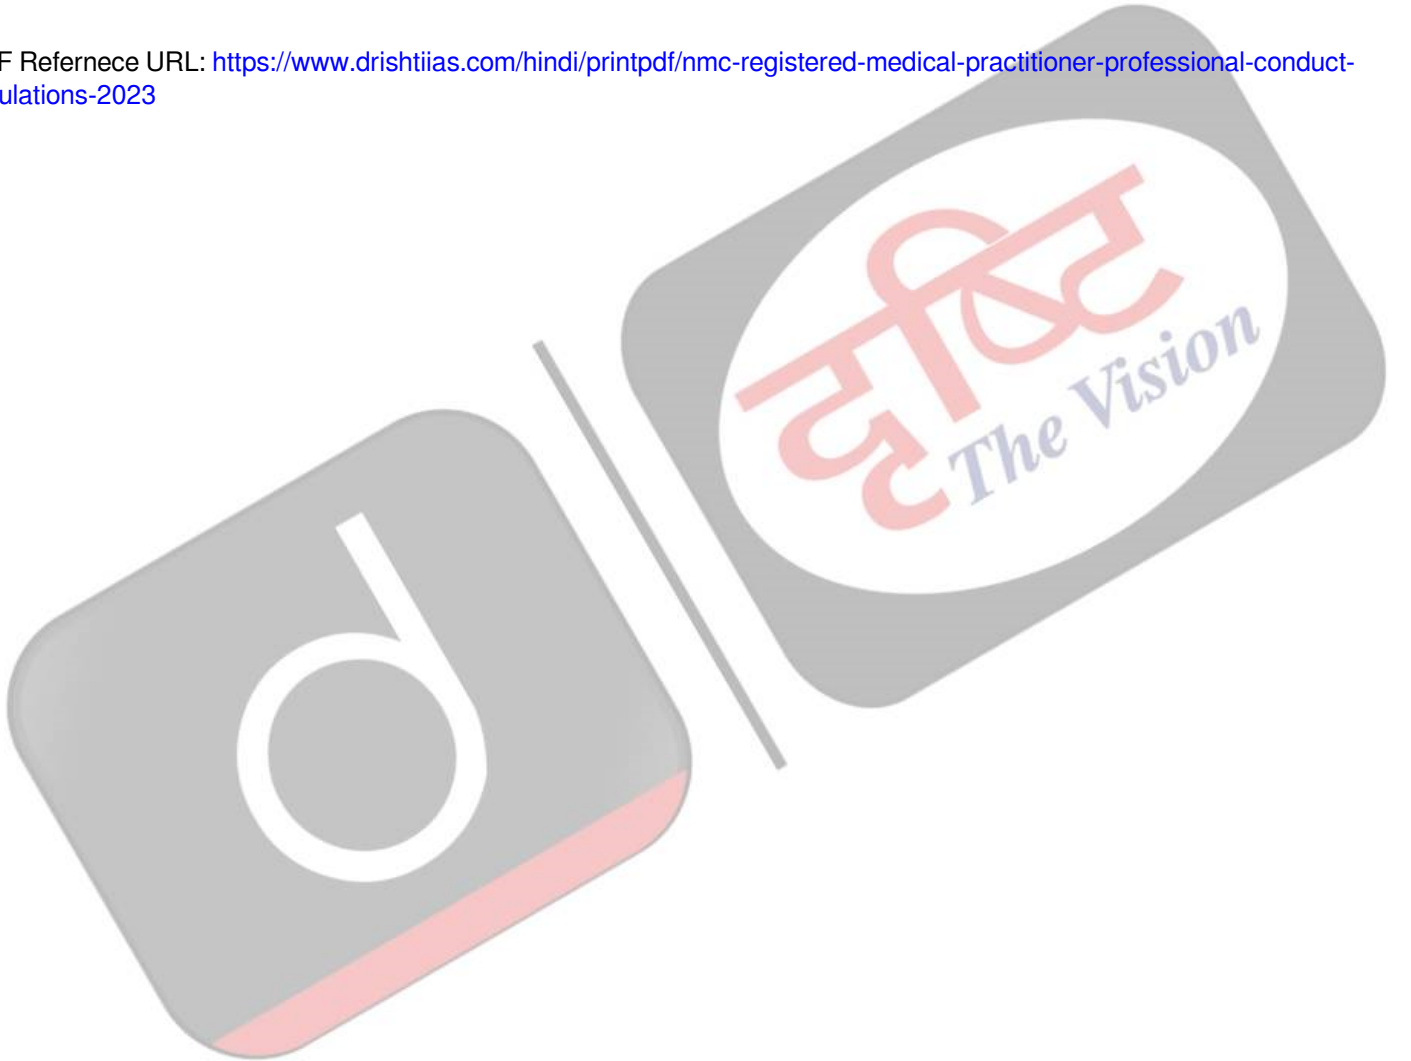 F Refernece URL: https://www.drishtiias.com/hindi/printpdf/nmc-registered-medical-practitioner-professional-conduct-
ulations-2023
दृष्टि
The Vision
d